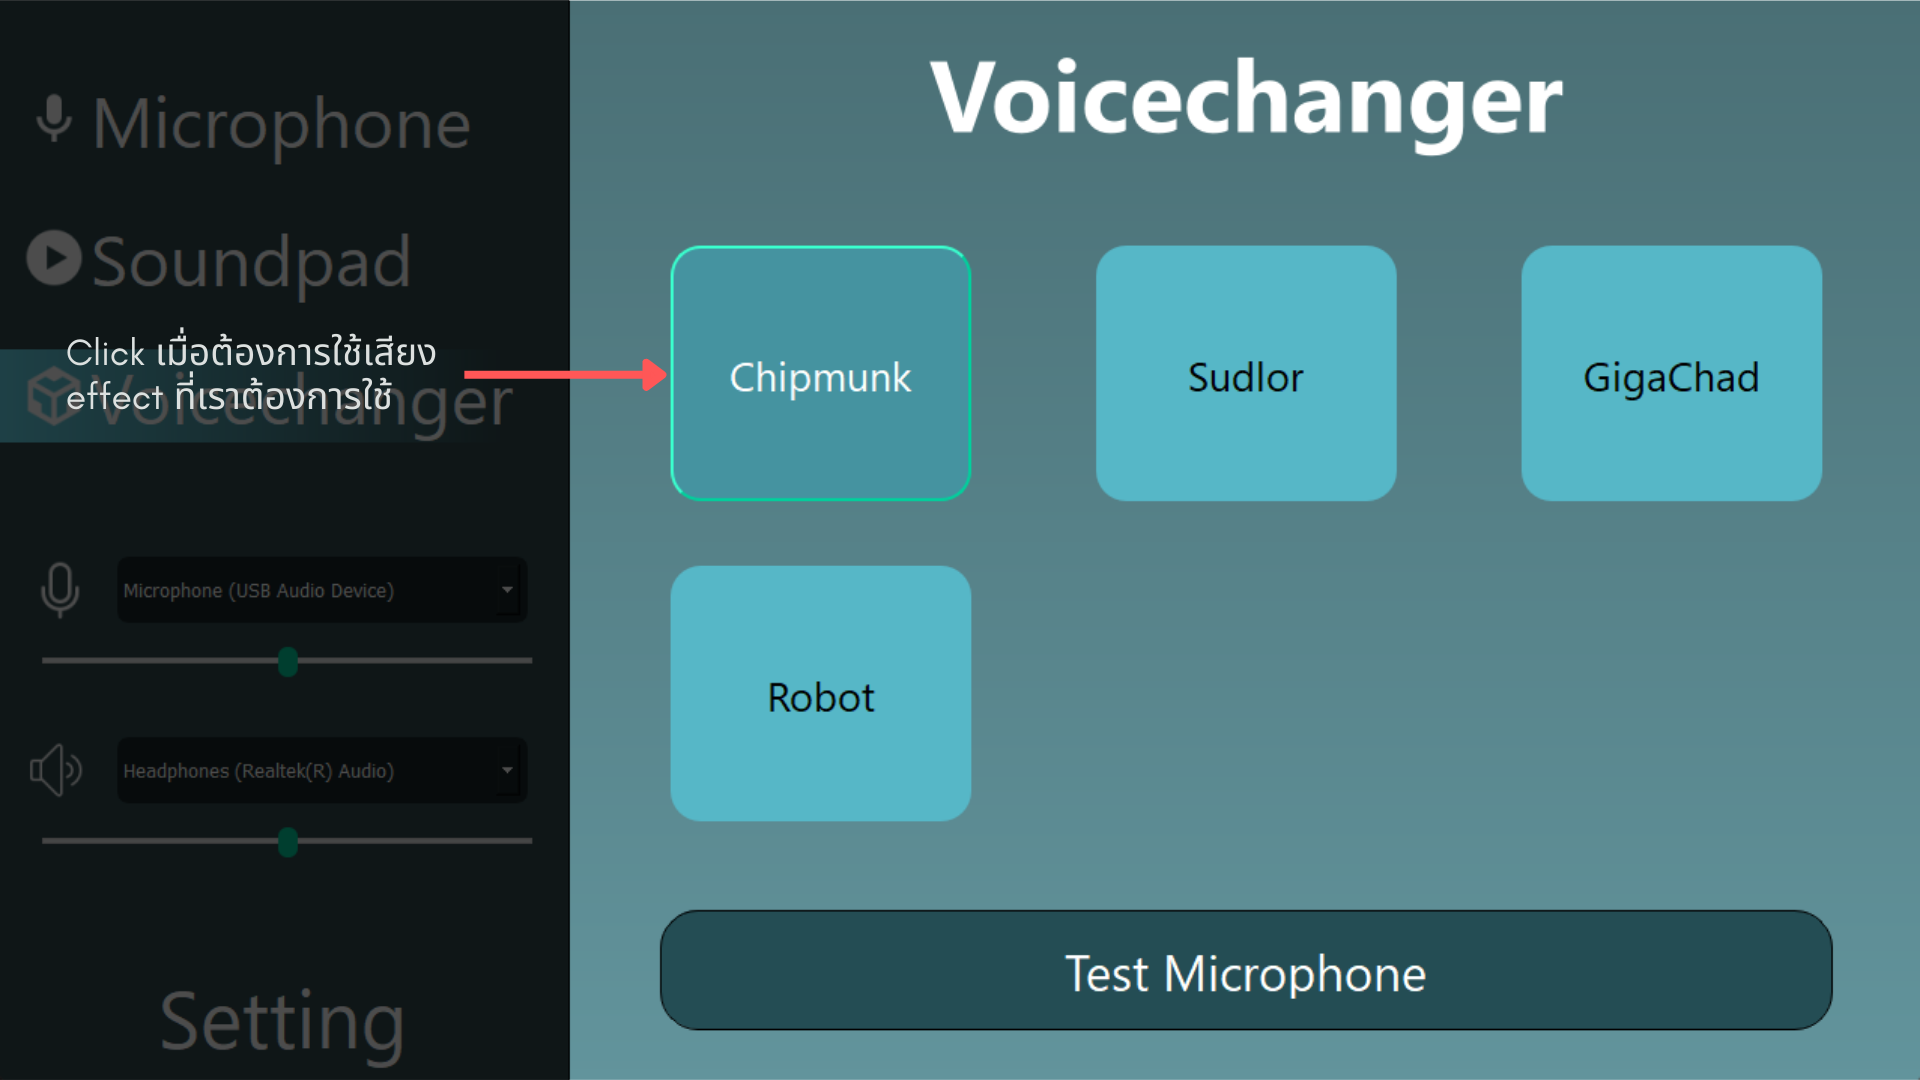 Microphone
Soundpad
Click เมื่อต้องการใช้เสียง
effect ที่เราต้องการใช้
Voicechanger
Microphone (USB Audio Device)
Headphones (Realtek(R) Audio)
Setting
Voicechanger
Chipmunk
Sudlor
GigaChad
Robot
Test Microphone